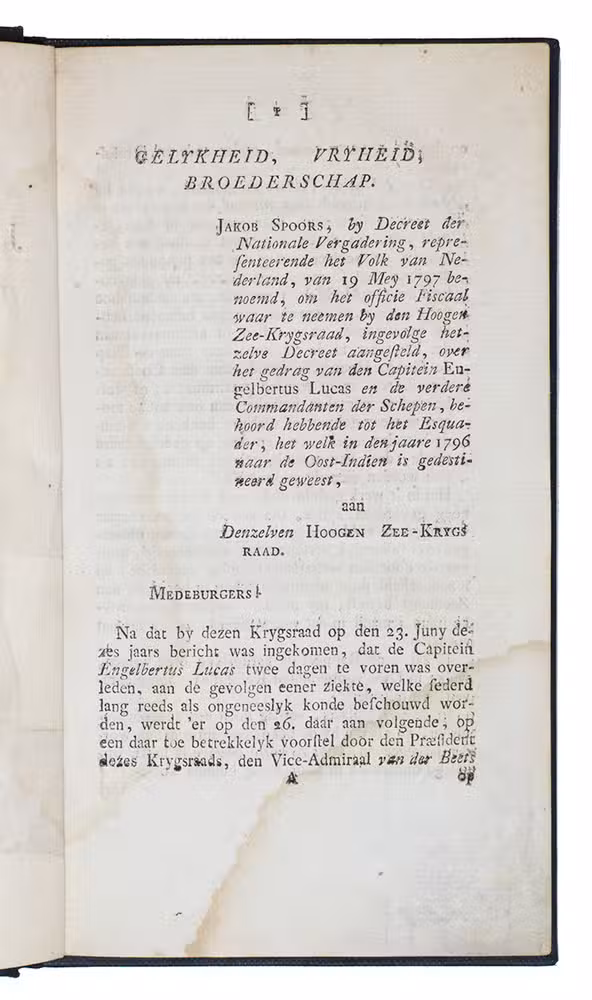 [ 1 ]
GELYKHEID, VRYHEID,
BROEDERSCHAP.
JAKOB SPOORS, by Decreet der
Nationale Vergadering, repre-
ſenteerende het Volk van Ne-
derland, van 19 Mey 1797 be-
noemd, om het officie Fiscaal
waar te neemen by den Hoogen
Zee-Krygsraad, ingevolge het-
zelve Decreet aangeſteld, over
het gedrag van den Capitein En-
gelbertus Lucas en de verdere
Commandanten der Schepen, be-
hoord hebbende tot het Esqua-
der, het welk in den jaare 1796
naar de Oost-Indien is gedesti-
neerd geweest,
aan
Denzelven HOOGEN ZEE-KRYGS
RAAD.
MEDEBURGERS!
Na dat by dezen Krygsraad op den 23. Juny de-
zes jaars bericht was ingekomen, dat de Capitein
Engelbertus Lucas twee dagen te voren was over-
leden, aan de gevolgen eener ziekte, welke ſederd
lang reeds als ongeneeslyk konde beſchouwd wor-
den, werdt 'er op den 26. daar aan volgende, op
een daar toe betrekkelyk voorſtel door den Præſident
dezes Krygsraads, den Vice-Admiraal van der Beets
A op